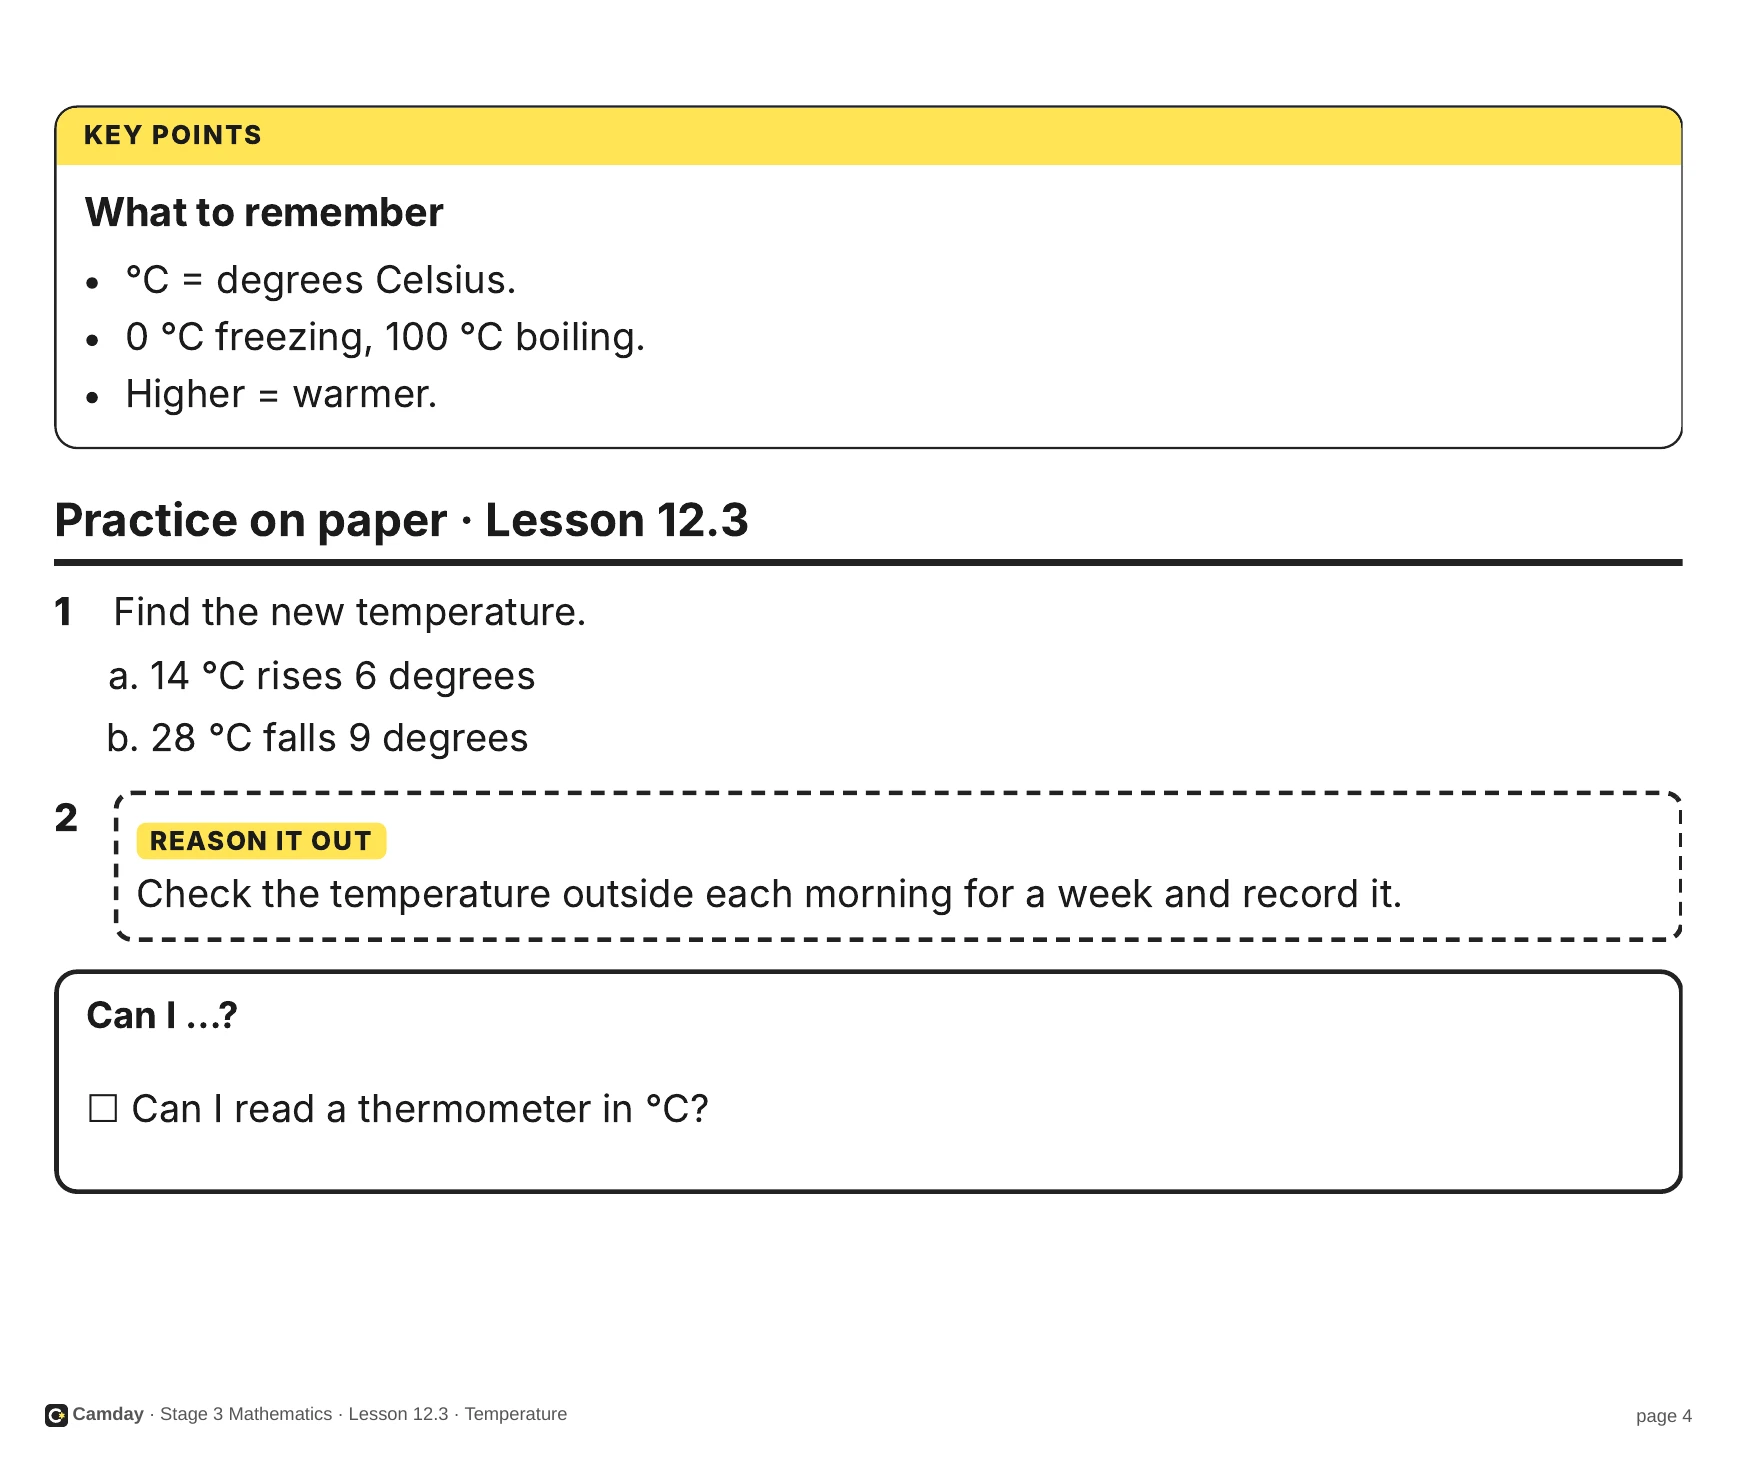 KEY POINTS
What to remember
• °C = degrees Celsius.
• 0 °C freezing, 100 °C boiling.
• Higher = warmer.
Practice on paper · Lesson 12.3
1 Find the new temperature.
a. 14 °C rises 6 degrees
b. 28 °C falls 9 degrees
2
REASON IT OUT
Check the temperature outside each morning for a week and record it.
Can I …?
☐ Can I read a thermometer in °C?
Camday · Stage 3 Mathematics · Lesson 12.3 · Temperature
page 4